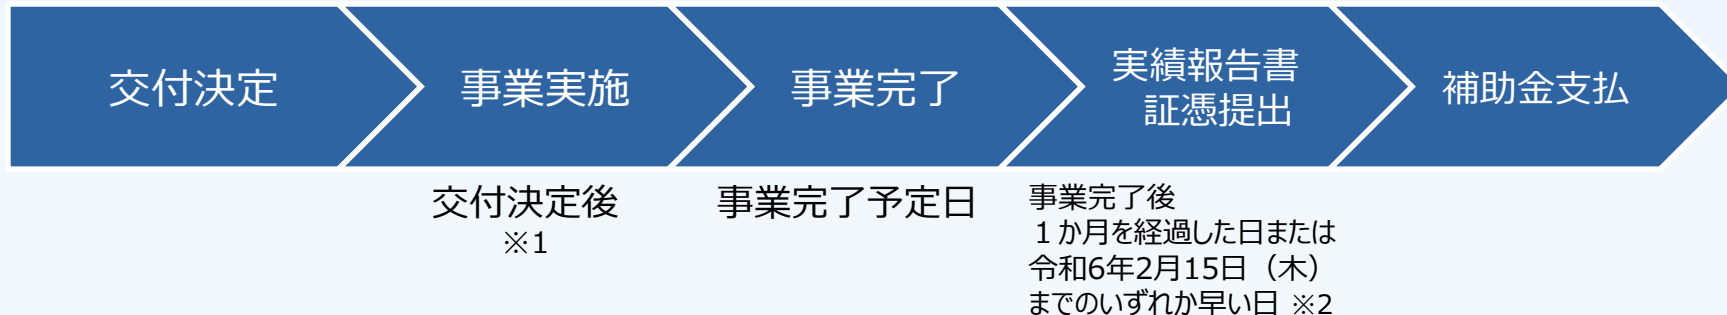 交付決定
事業実施
事業完了
実績報告書
証憑提出
補助金支払
交付決定後
※1
事業完了予定日
事業完了後
１か月を経過した日または
令和6年2月15日（木）
までのいずれか早い日 ※2